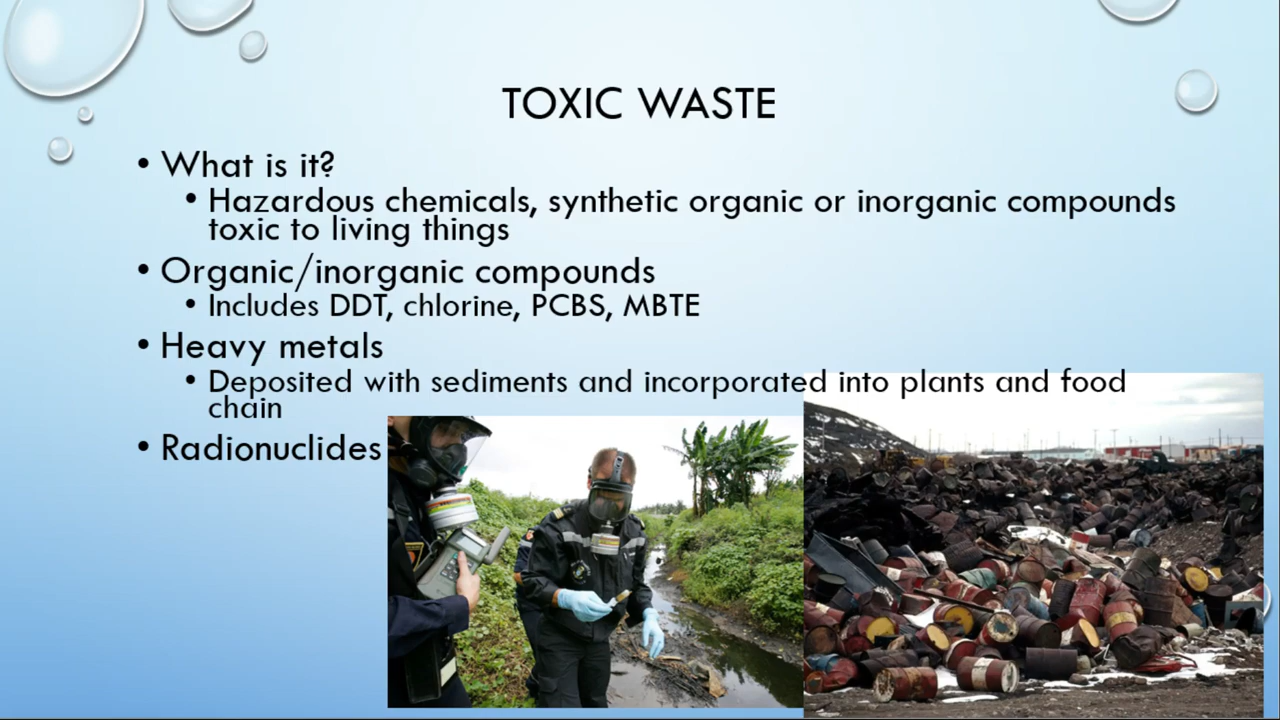 TOXIC WASTE
• What is it?
• Hazardous chemicals, synthetic organic or inorganic compounds
toxic to living things
• Organic/inorganic compounds
• Includes DDT, chlorine, PCBS, MBTE
• Heavy metals
• Deposited with sediments and incorporated into plants and food
chain
• Radionuclides